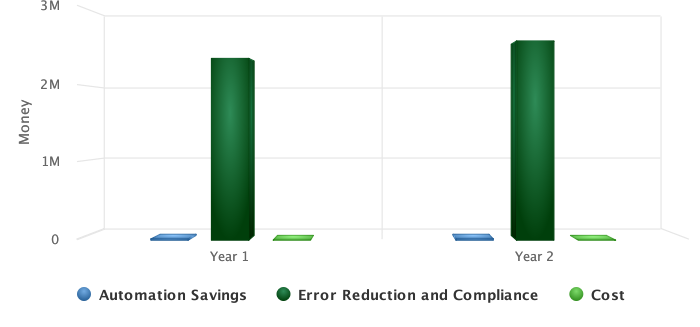 3M
2M
Money
1M
0
Year 1 Year 2
Automation Savings Error Reduction and Compliance Cost